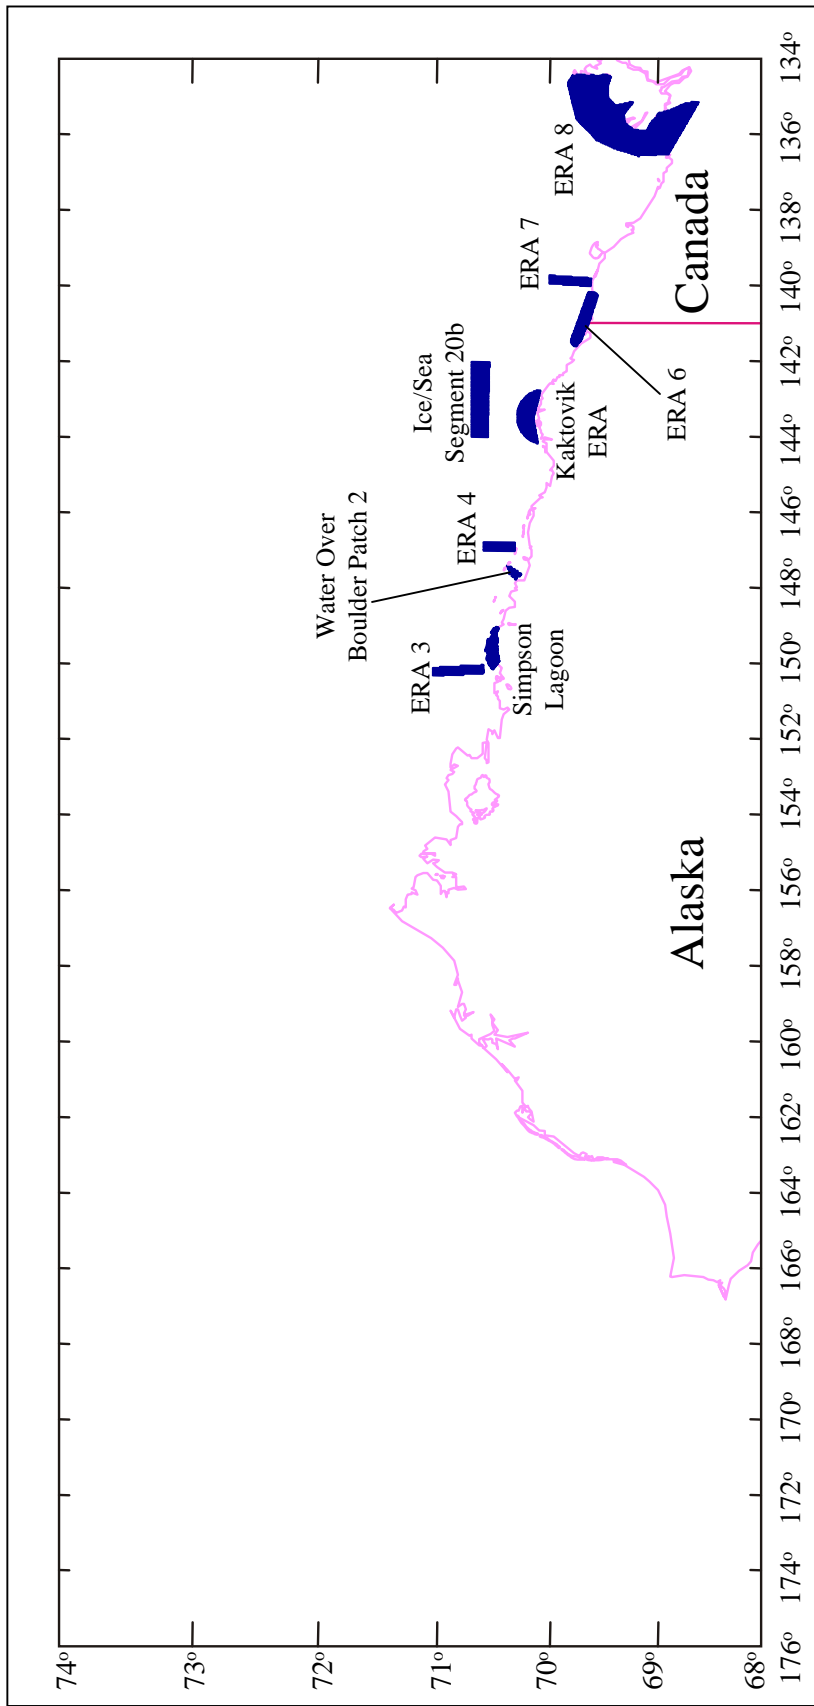 74°
73°
72°
71°
70°
69°
68°
Ice/Sea
Segment 20b
Water Over
Boulder Patch 2
ERA 3
ERA 4
ERA 7
ERA 8
Simpson
Lagoon
Kaktovik
ERA
ERA 6
Alaska
Canada
176° 174° 172° 170° 168° 166° 164° 162° 160° 158° 156° 154° 152° 150° 148° 146° 144° 142° 140° 138° 136° 134°